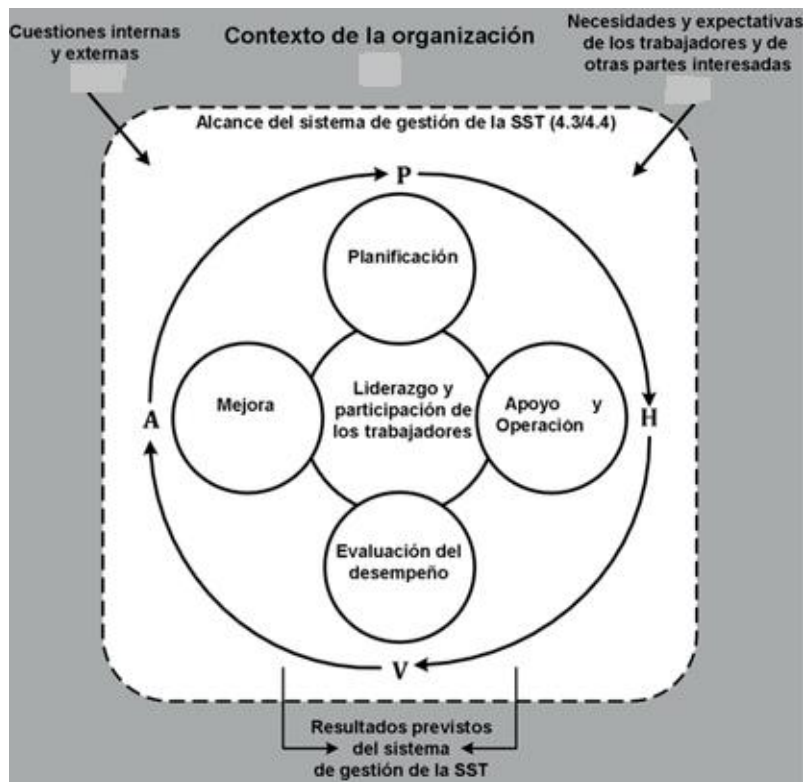 Cuestiones internas
y externas
Contexto de la organización
Necesidades y expectativas
de los trabajadores y de
otras partes interesadas
Alcance del sistema de gestión de la SST (4.3/4.4)
P
Planificación
Mejora
Liderazgo y
participación de
los trabajadores
Apoyo y
Operación
A
H
Evaluación del
desempeño
V
Resultados previstos
del sistema
de gestión de la SST